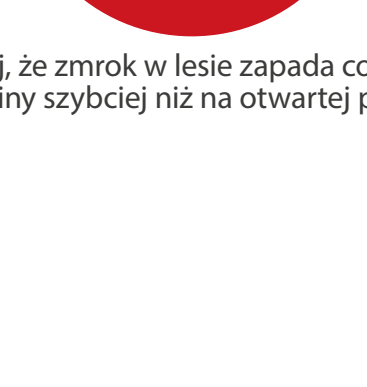 j, że zmrok w lesie zapada co
iny szybciej niż na otwartej p